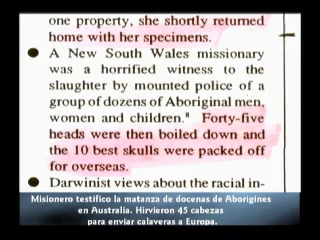 one property, she shortly returned
home with her specimens.
● A New South Wales missionary
was a horrified witness to the
slaughter by mounted police of a
group of dozens of Aboriginal men,
women and children.⁸ Forty-five
heads were then boiled down and
the 10 best skulls were packed off
for overseas.
● Darwinist views about the racial in-
Misionero testifico la matanza de docenas de Aborigines
en Australia. Hirvieron 45 cabezas
para enviar calaveras a Europa.